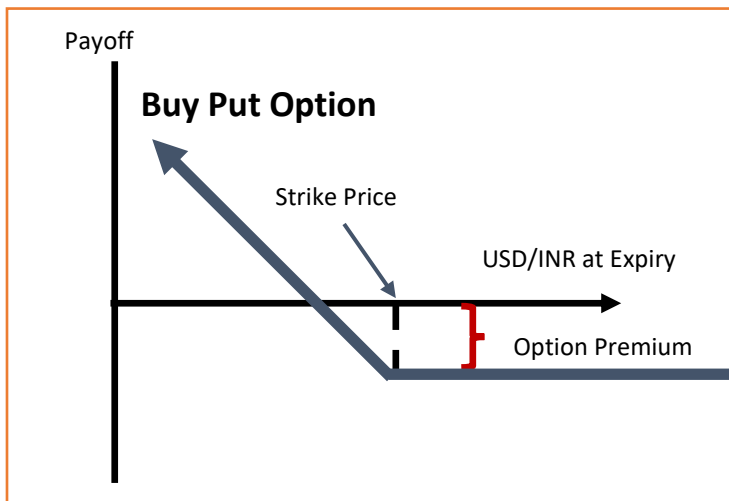 Payoff
Buy Put Option
Strike Price
USD/INR at Expiry
Option Premium